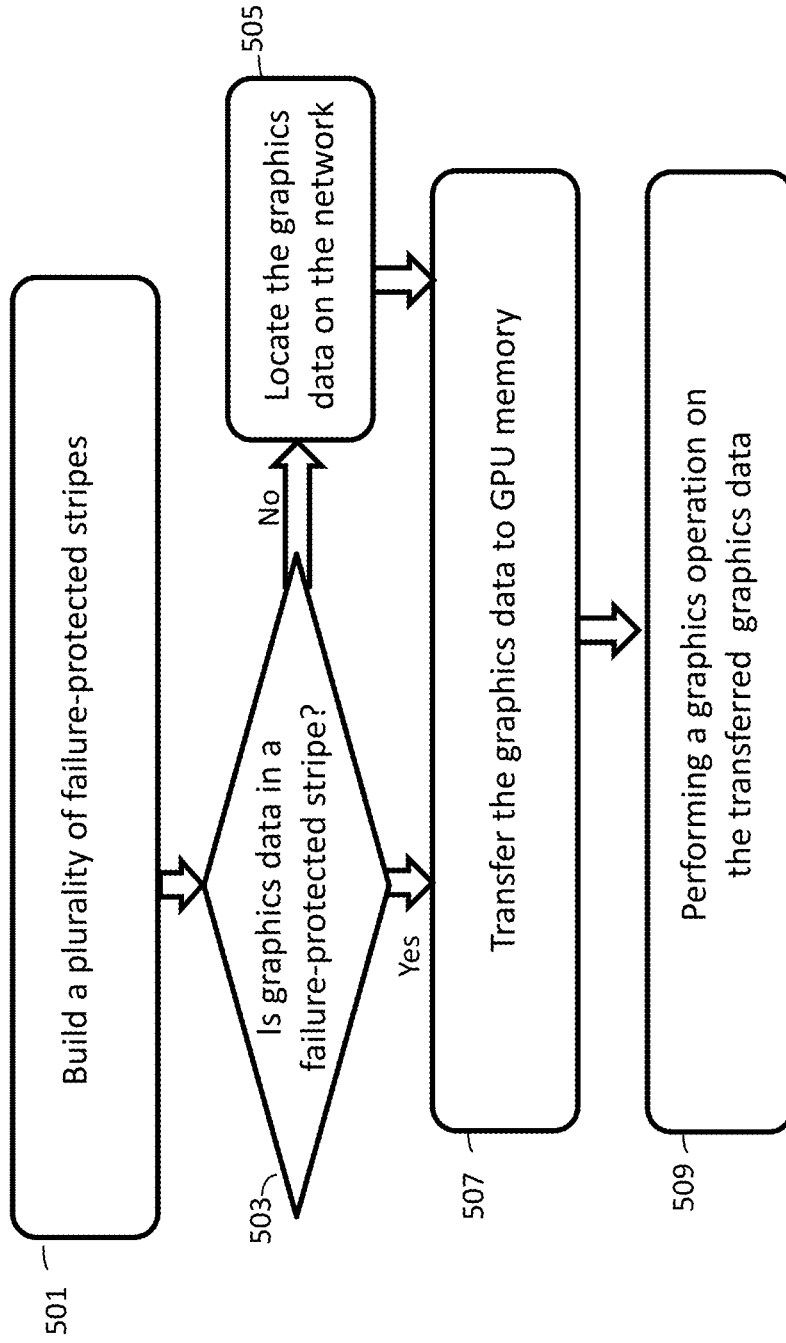 501
Build a plurality of failure-protected stripes
503
Is graphics data in a
failure-protected stripe?
No
505
Locate the graphics
data on the network
Yes
507
Transfer the graphics data to GPU memory
509
Performing a graphics operation on
the transferred graphics data